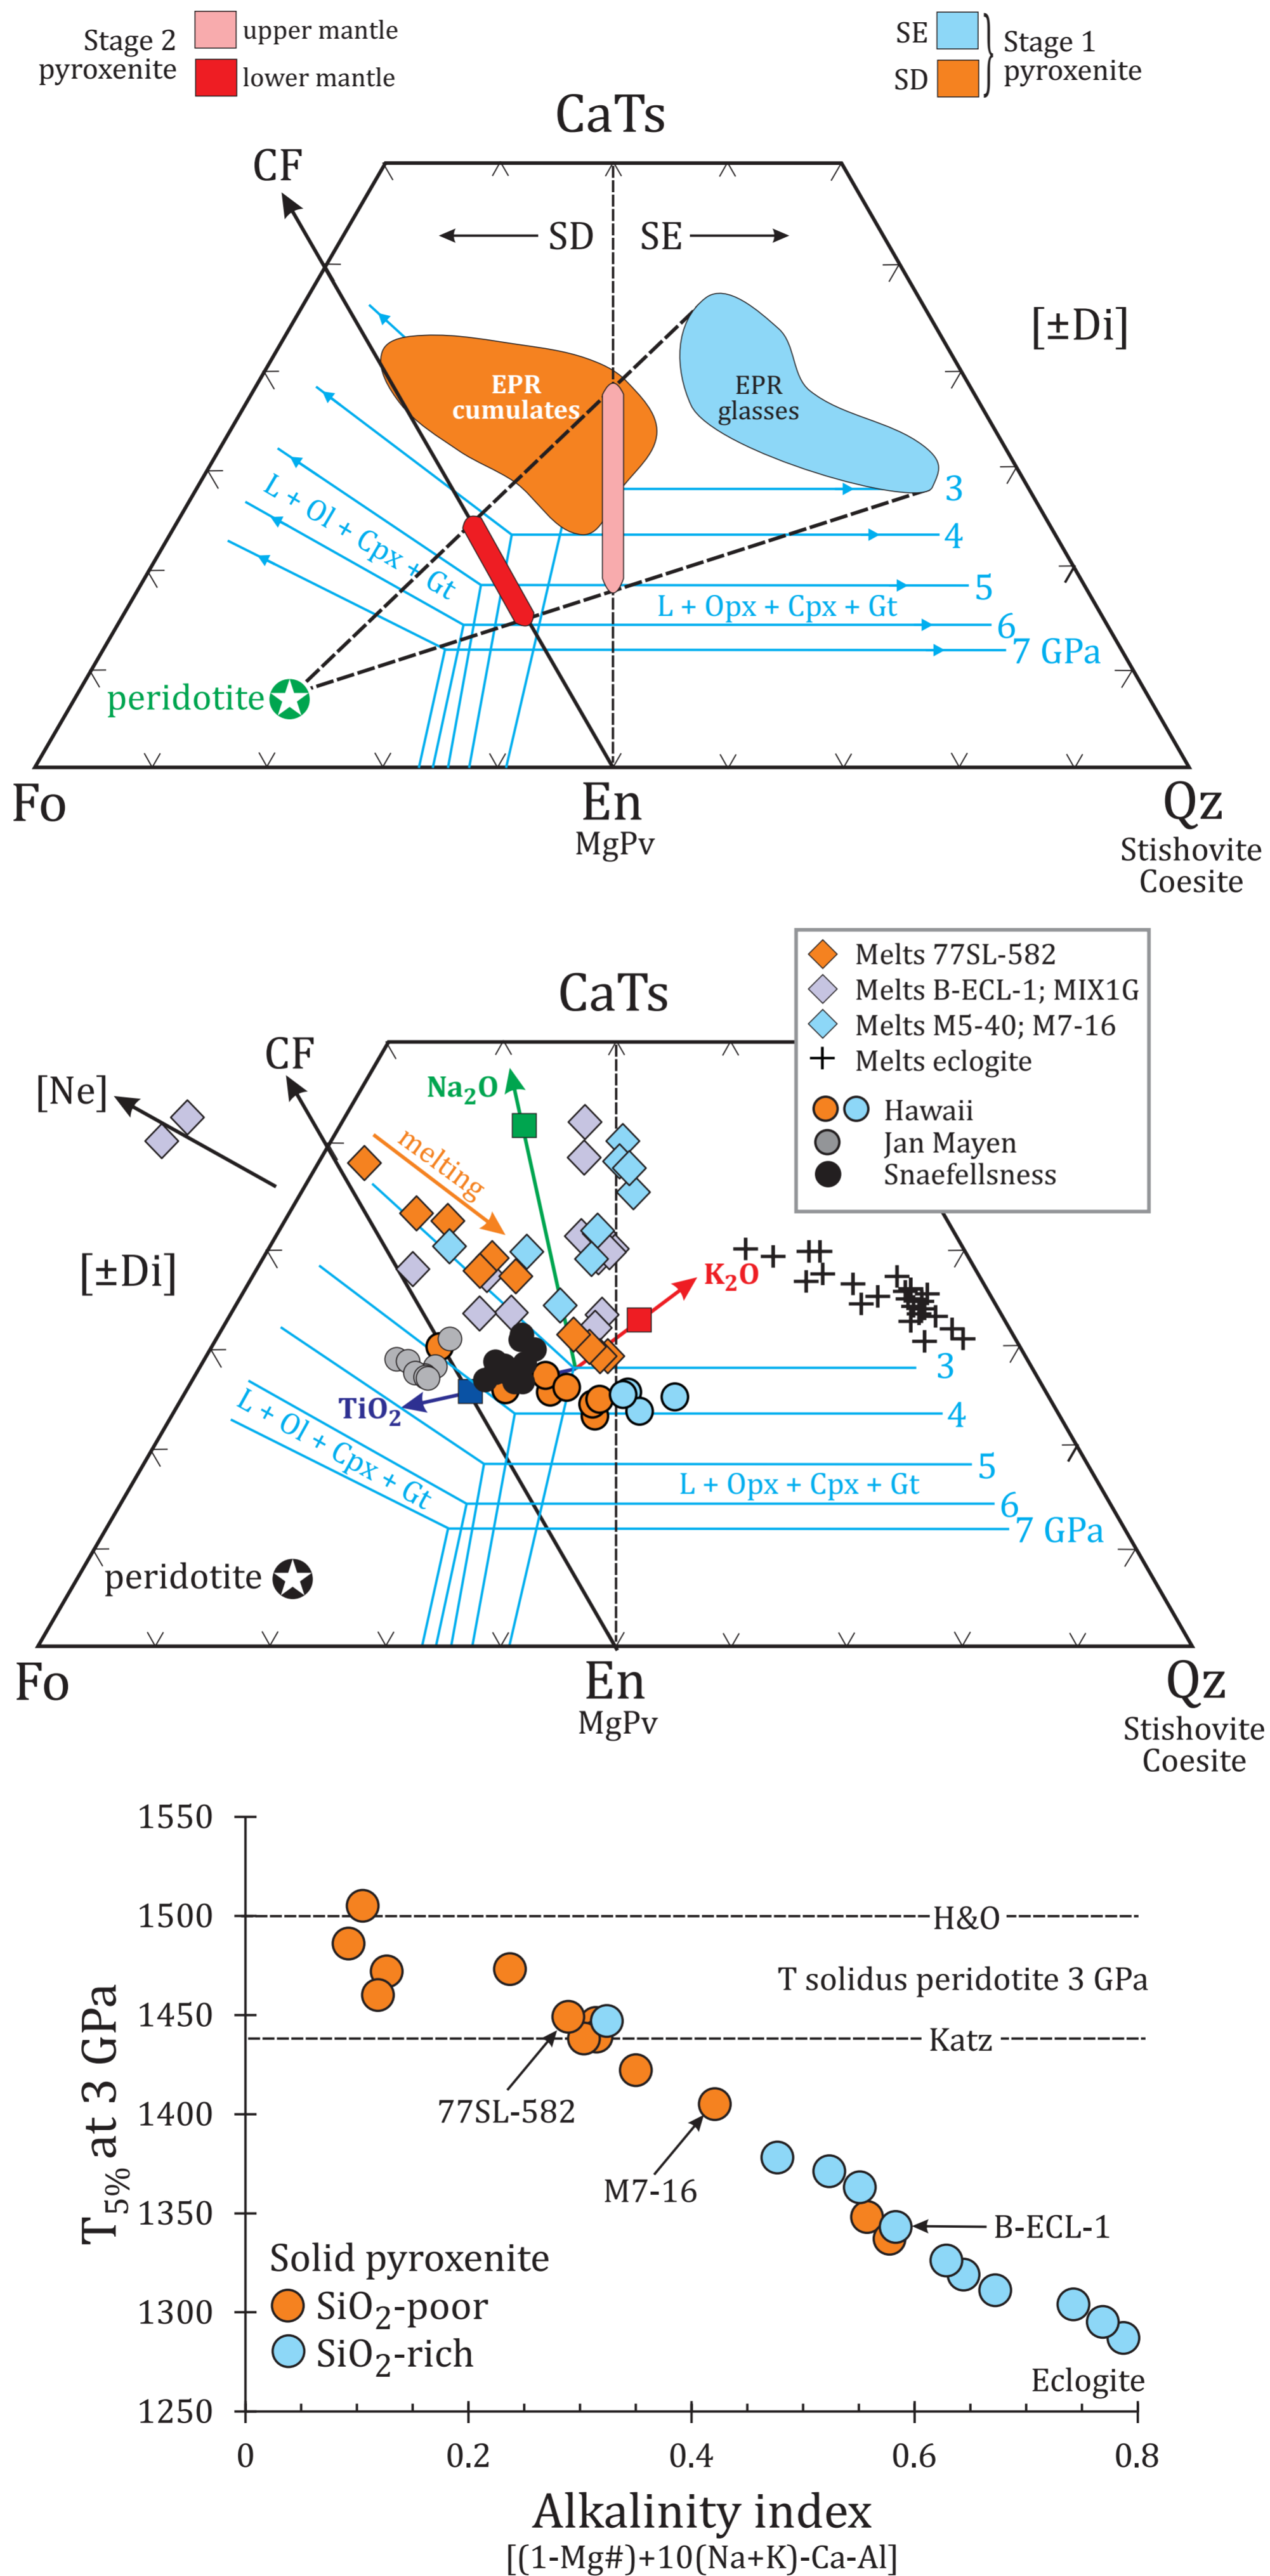 Stage 2
pyroxenite
upper mantle
lower mantle
SE
SD
Stage 1
pyroxenite
CaTs
CF
SD
SE
[±Di]
EPR
cumulates
EPR
glasses
3
4
5
6
7 GPa
L + Ol + Cpx + Gt
L + Opx + Cpx + Gt
peridotite
Fo
En
MgPv
Qz
Stishovite
Coesite
Melts 77SL-582
Melts B-ECL-1; MIX1G
Melts M5-40; M7-16
Melts eclogite
Hawaii
Jan Mayen
Snaefellsness
CaTs
CF
[Ne]
Na2O
melting
[±Di]
K2O
TiO2
3
4
5
6
7 GPa
L + Ol + Cpx + Gt
L + Opx + Cpx + Gt
peridotite
Fo
En
MgPv
Qz
Stishovite
Coesite
1550
1500
1450
1400
1350
1300
1250
T5% at 3 GPa
H&O
T solidus peridotite 3 GPa
Katz
77SL-582
M7-16
B-ECL-1
Solid pyroxenite
SiO2-poor
SiO2-rich
Eclogite
0
0.2
0.4
0.6
0.8
Alkalinity index
[(1-Mg#)+10(Na+K)-Ca-Al]